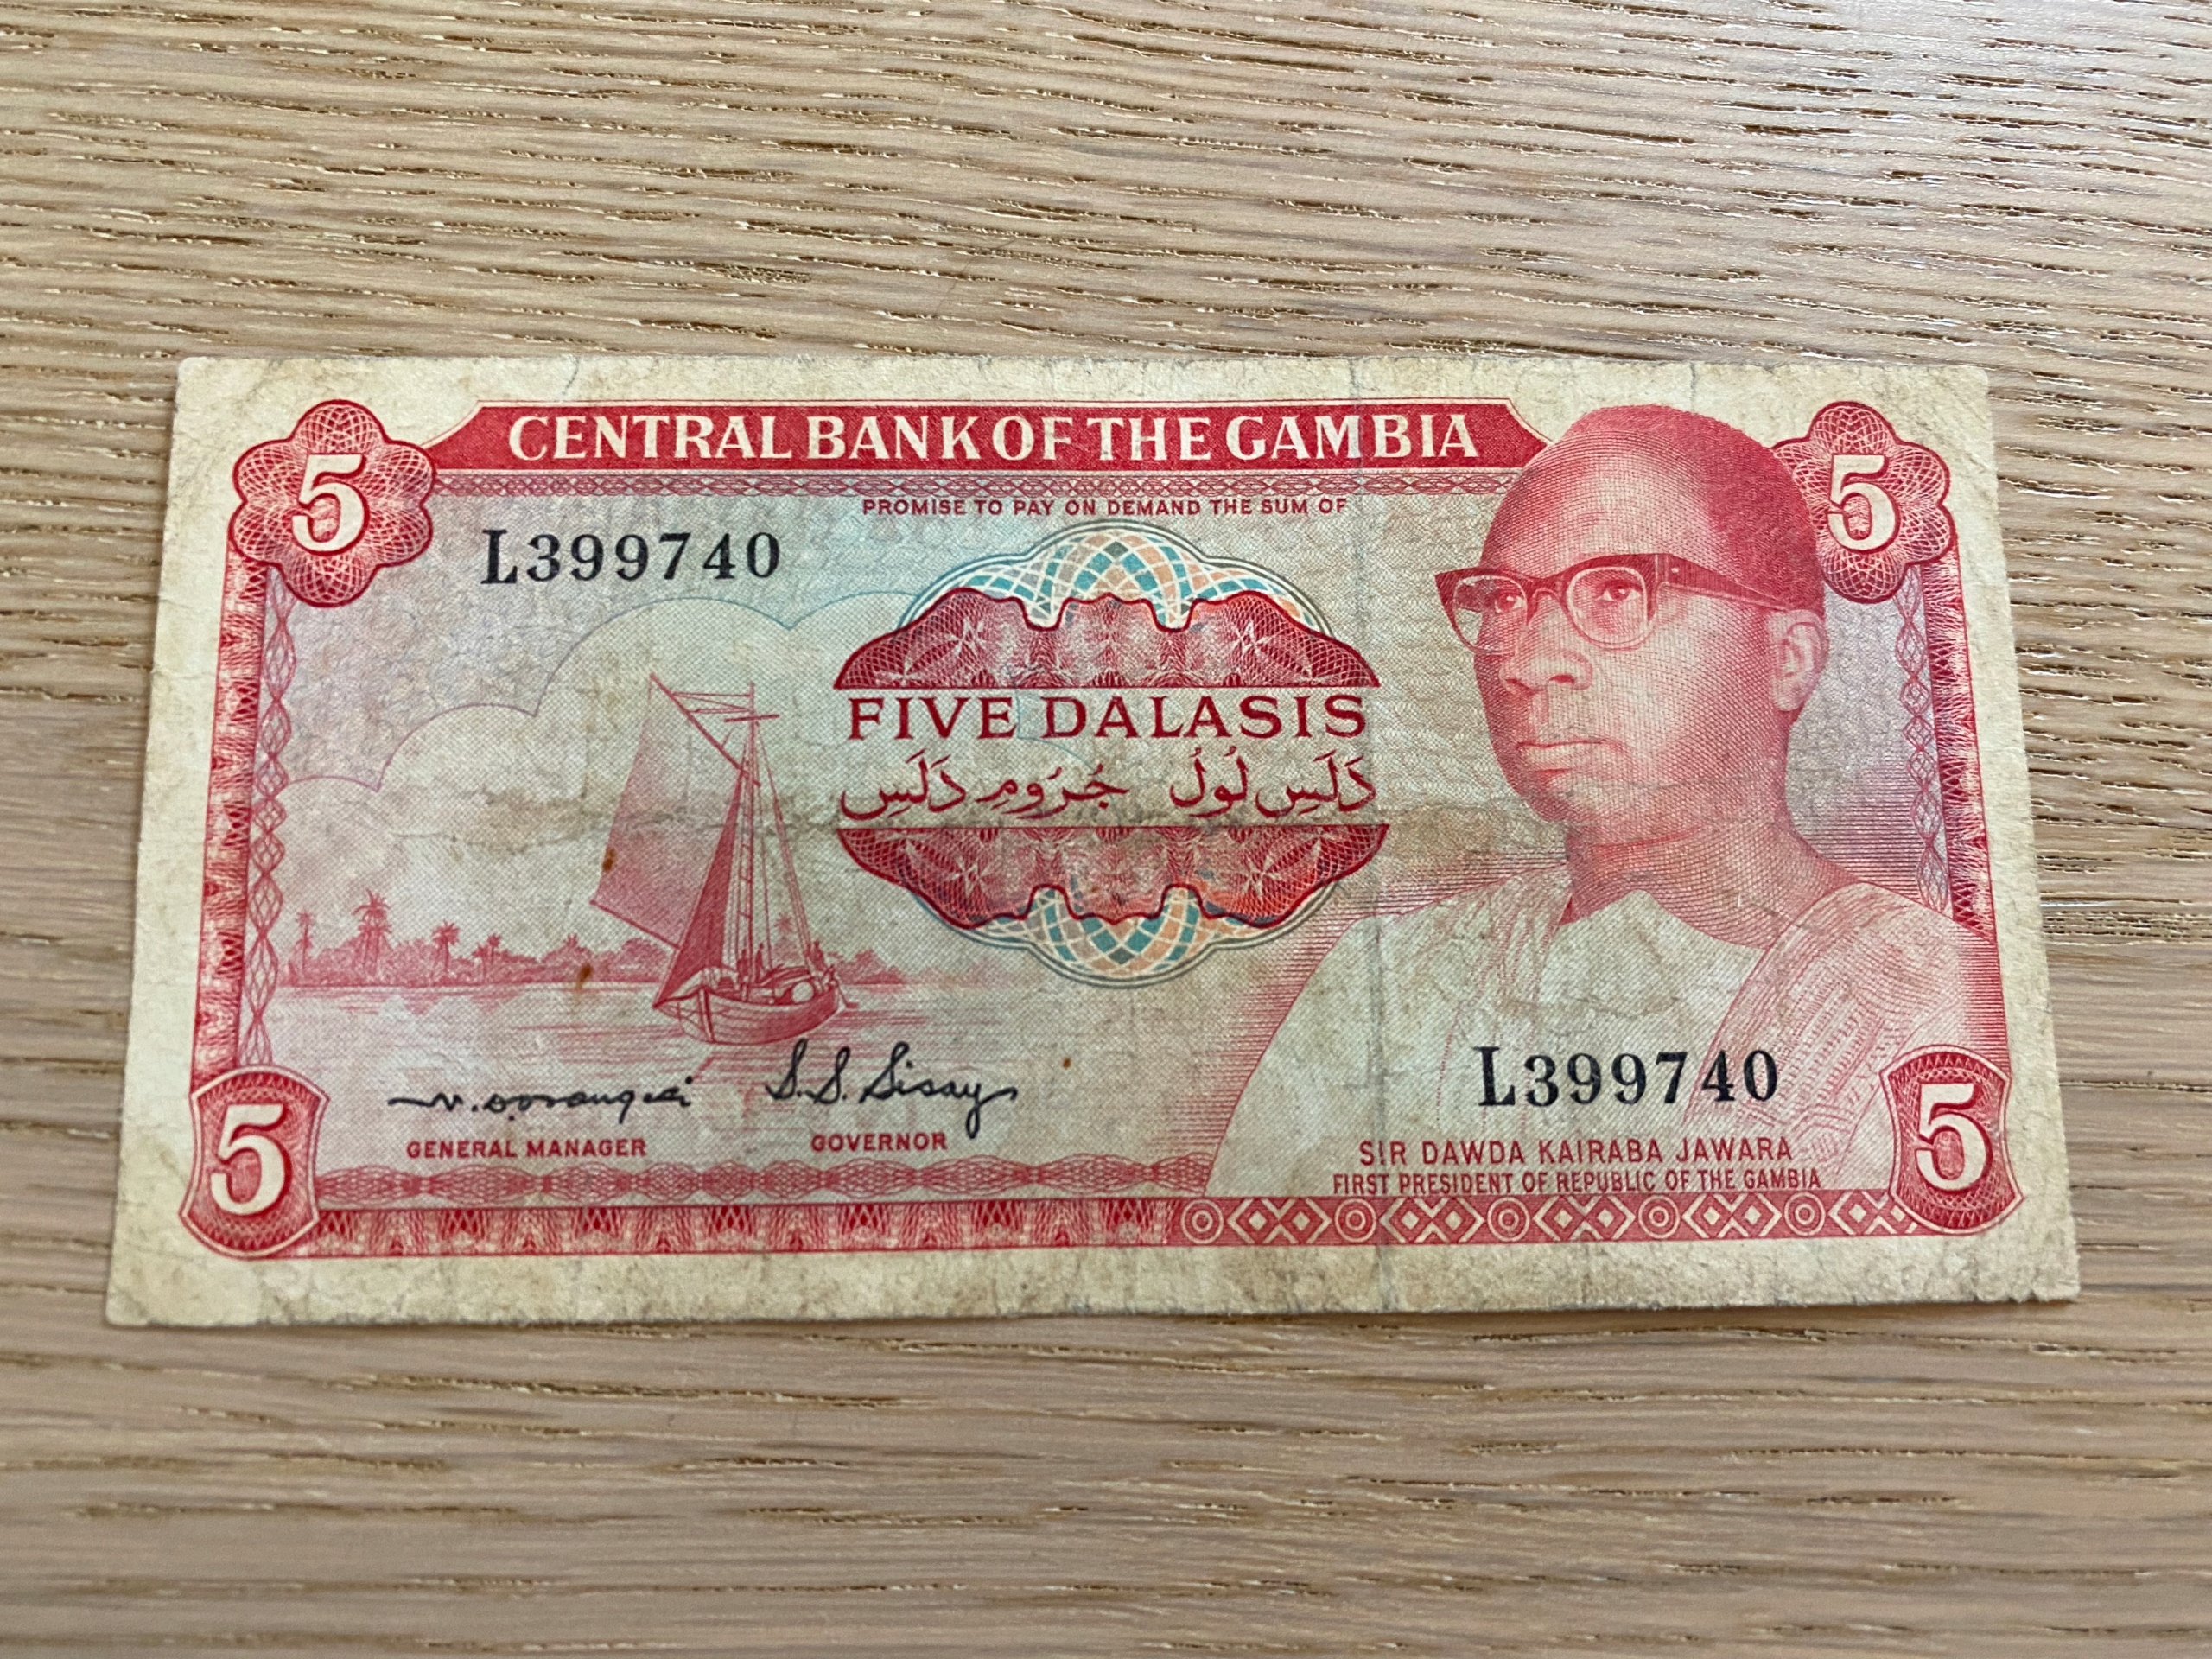 CENTRAL BANK OF THE GAMBIA
5
5
PROMISE TO PAY ON DEMAND THE SUM OF
L399740
FIVE DALASIS
دَلَسِ لُولُ جُرُومِ دَلَسِ
S.S. Sisay
L399740
GENERAL MANAGER
GOVERNOR
5
SIR DAWDA KAIRABA JAWARA
FIRST PRESIDENT OF REPUBLIC OF THE GAMBIA
5